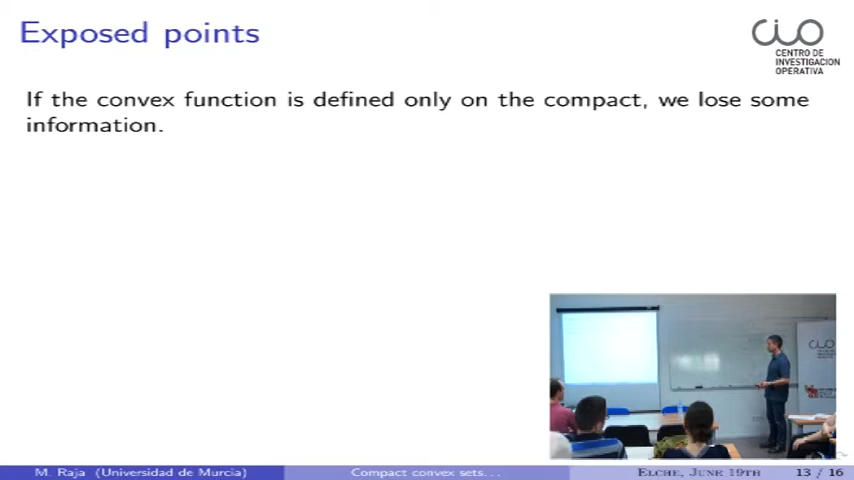 Exposed points
CIO
CENTRO DE
INVESTIGACION
OPERATIVA
If the convex function is defined only on the compact, we lose some
information.
M. Raja (Universidad de Murcia)
Compact convex sets...
Elche, June 19th
13 / 16